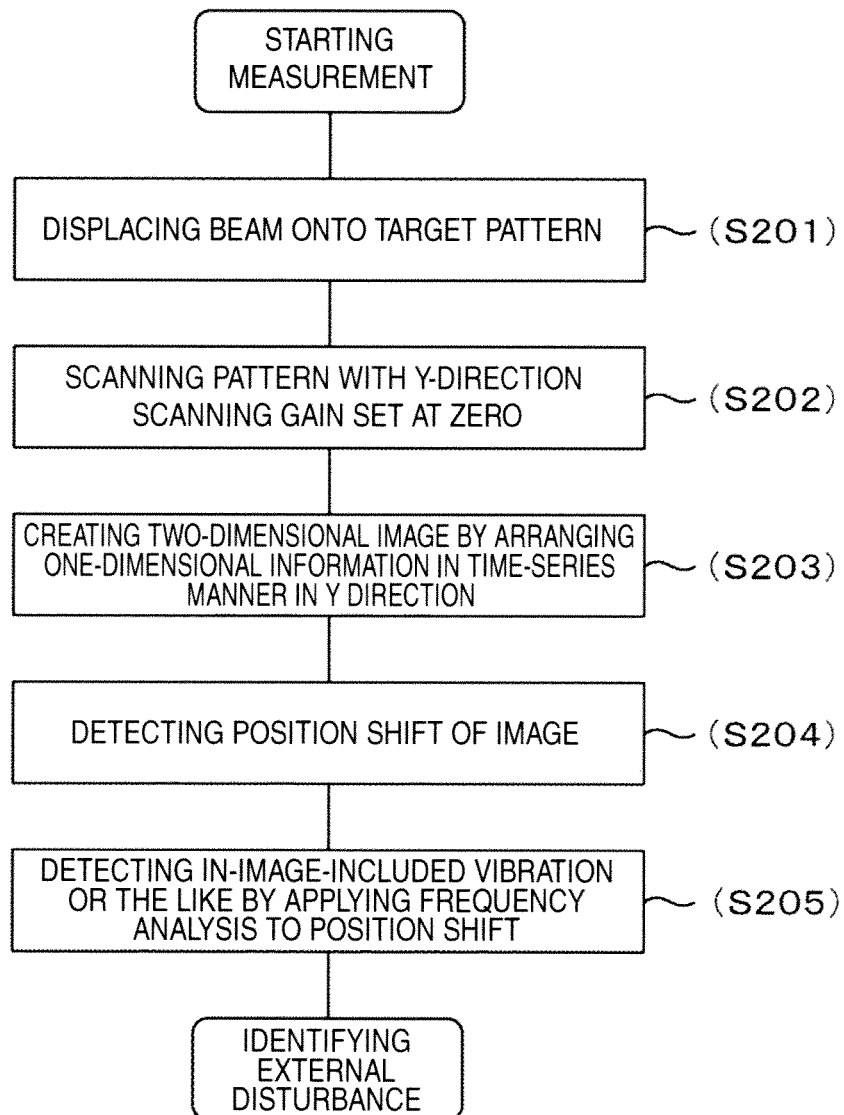 STARTING
MEASUREMENT
DISPLACING BEAM ONTO TARGET PATTERN
(S201)
SCANNING PATTERN WITH Y-DIRECTION
SCANNING GAIN SET AT ZERO
(S202)
CREATING TWO-DIMENSIONAL IMAGE BY ARRANGING
ONE-DIMENSIONAL INFORMATION IN TIME-SERIES
MANNER IN Y DIRECTION
(S203)
DETECTING POSITION SHIFT OF IMAGE
(S204)
DETECTING IN-IMAGE-INCLUDED VIBRATION
OR THE LIKE BY APPLYING FREQUENCY
ANALYSIS TO POSITION SHIFT
(S205)
IDENTIFYING
EXTERNAL
DISTURBANCE